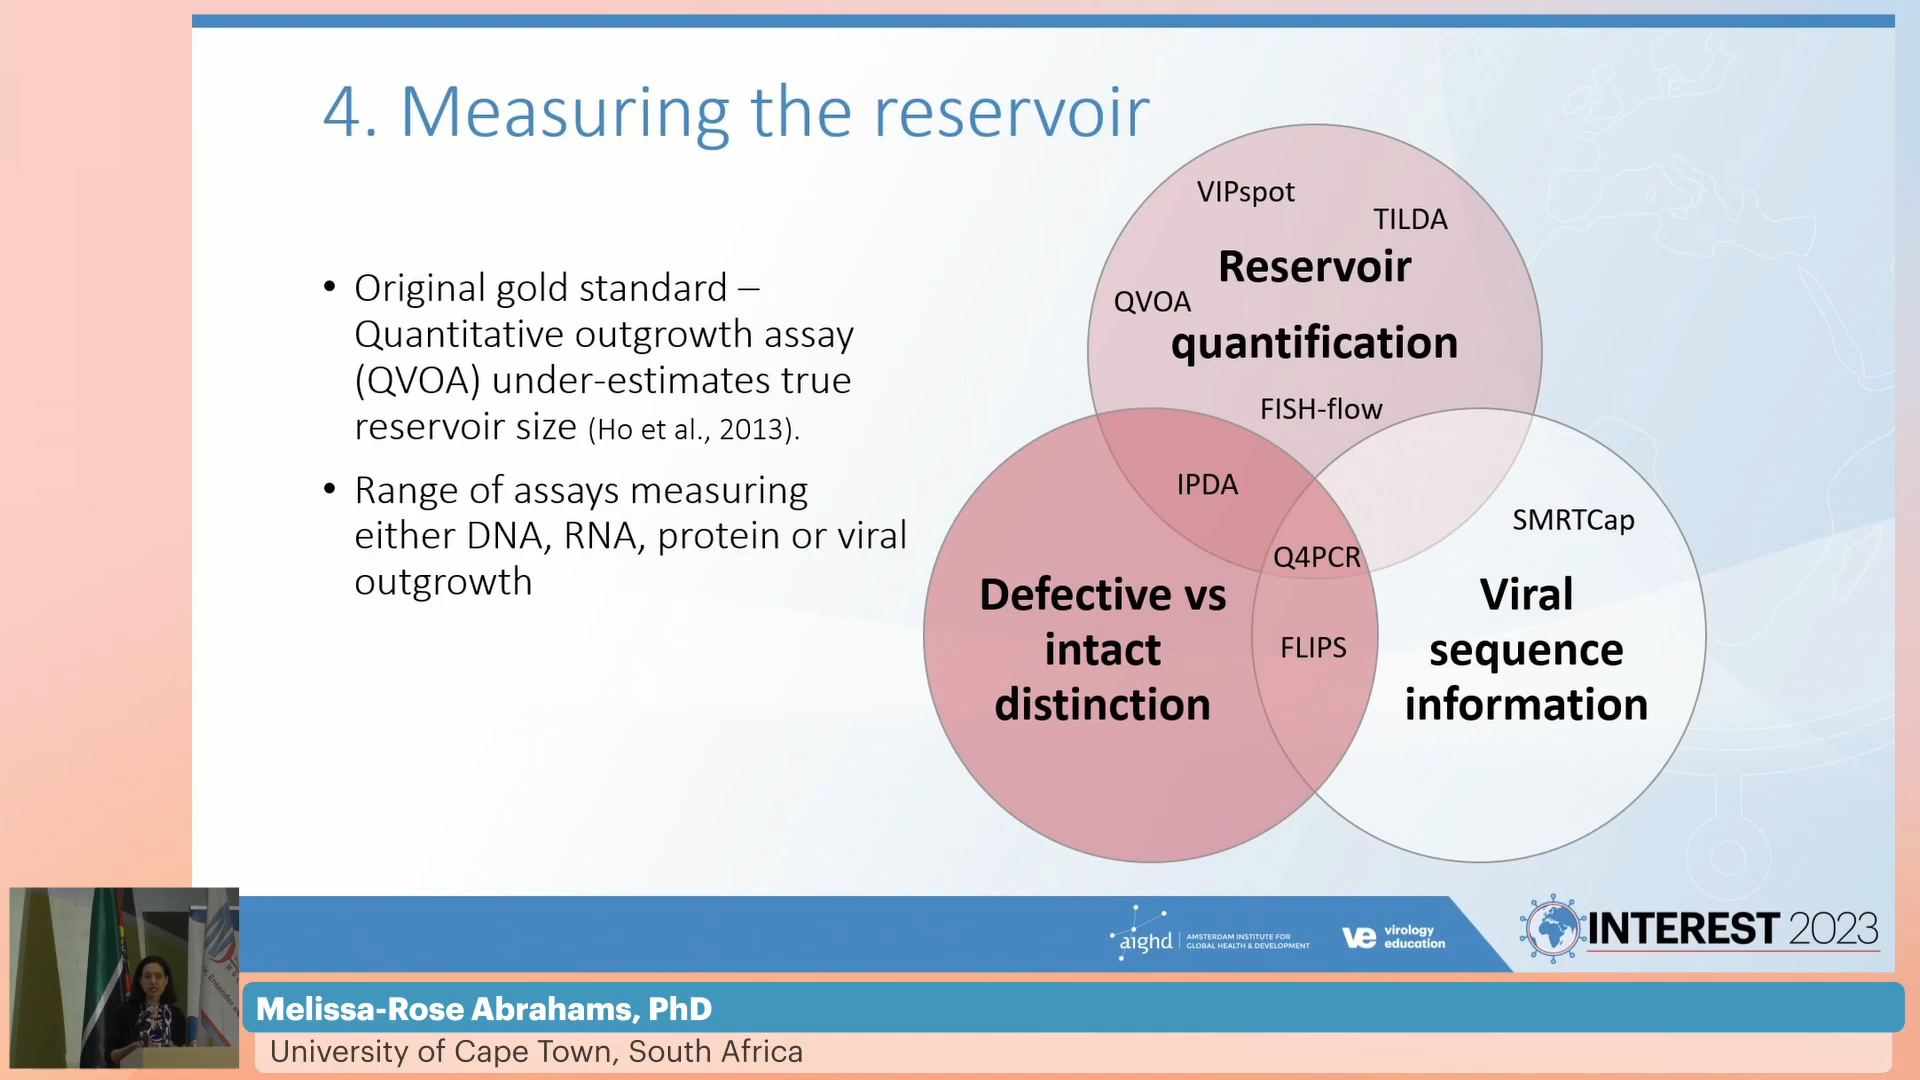 4. Measuring the reservoir
• Original gold standard –
Quantitative outgrowth assay
(QVOA) under-estimates true
reservoir size (Ho et al., 2013).
• Range of assays measuring
either DNA, RNA, protein or viral
outgrowth
VIPspot
TILDA
Reservoir
QVOA
quantification
FISH-flow
IPDA
SMRTCap
Q4PCR
Defective vs
intact
distinction
FLIPS
Viral
sequence
information
aighd
AMSTERDAM INSTITUTE FOR
GLOBAL HEALTH & DEVELOPMENT
ve virology
education
INTEREST 2023
Melissa-Rose Abrahams, PhD
University of Cape Town, South Africa